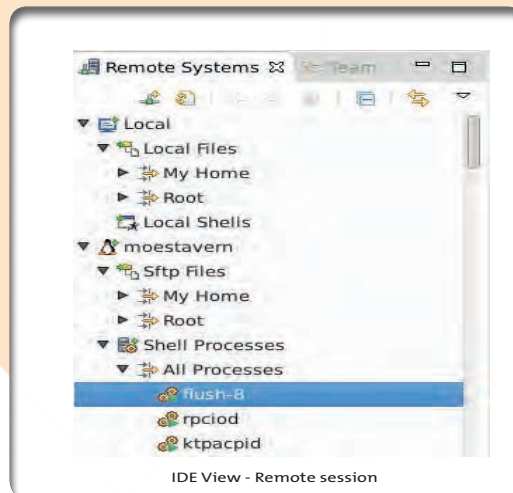 Remote Systems
Team
Local
Local Files
My Home
Root
Local Shells
moestavern
Sftp Files
My Home
Root
Shell Processes
All Processes
flush-8
rpciod
ktpacpid
IDE View - Remote session